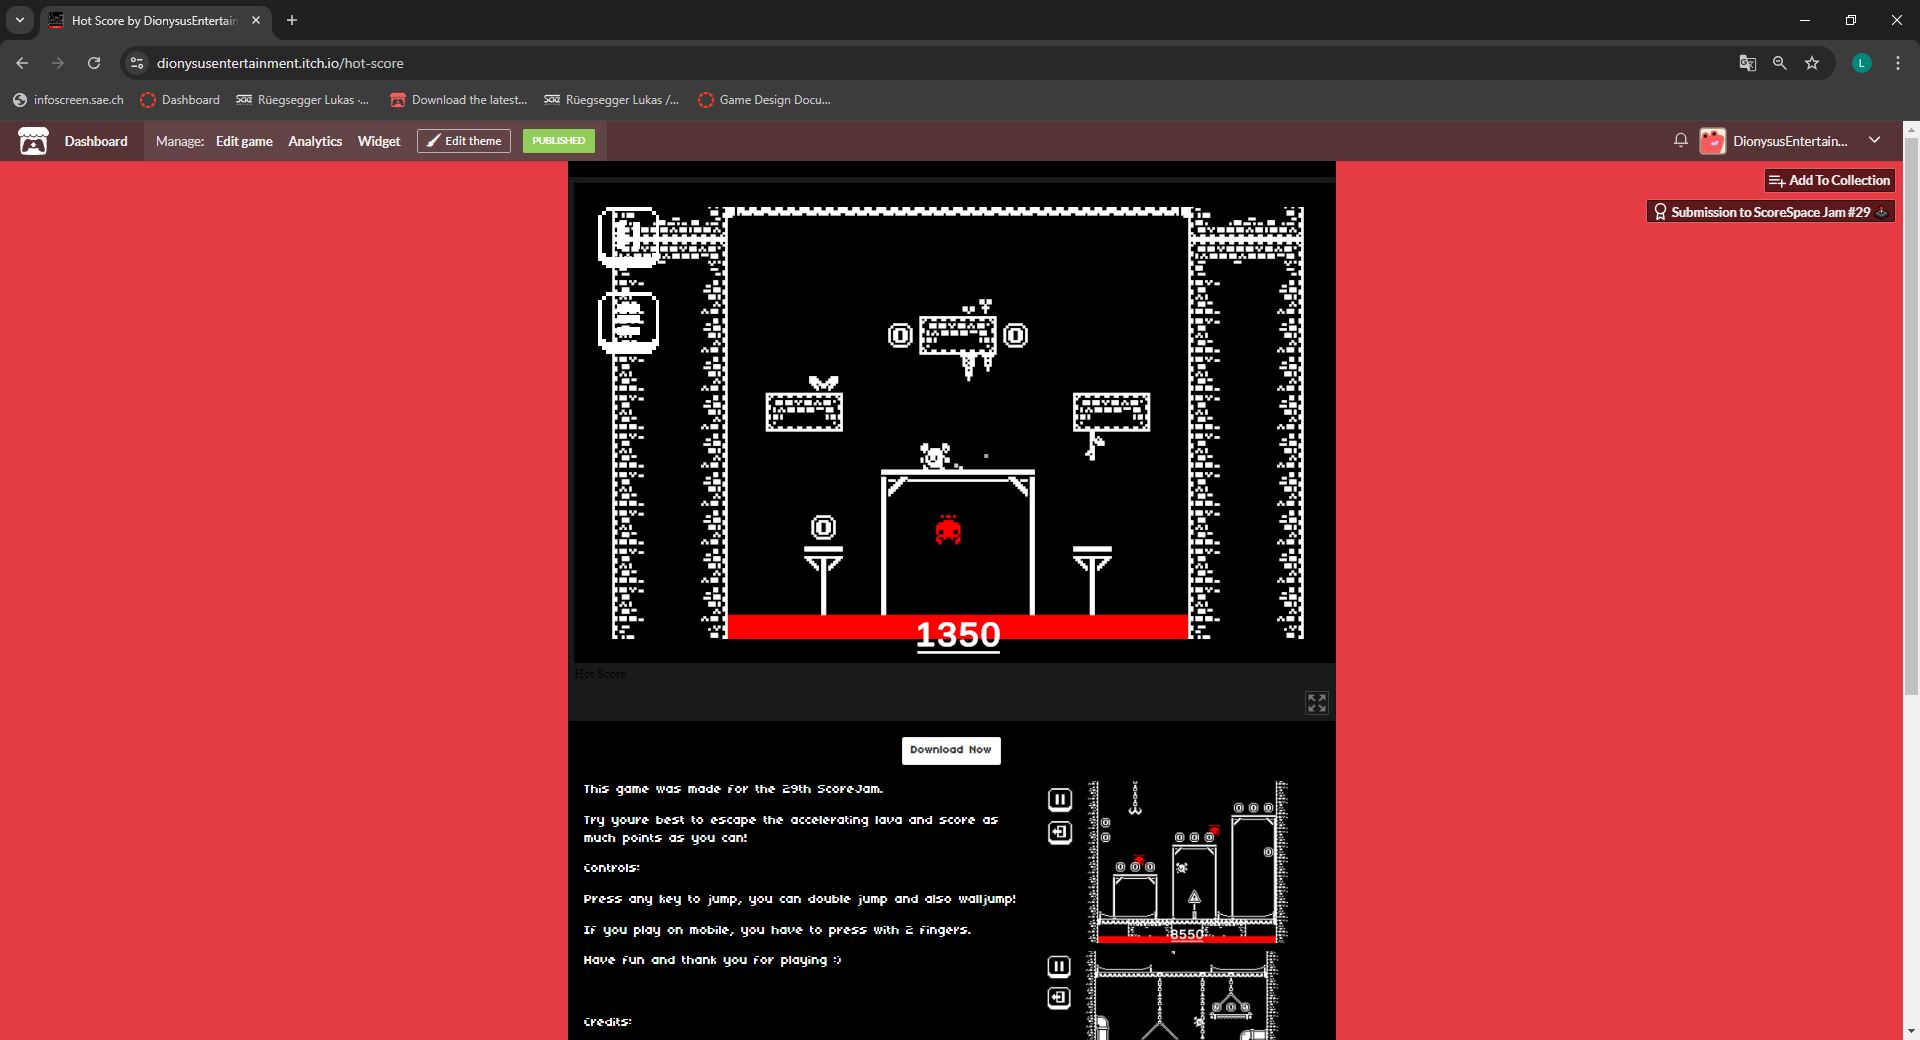 Hot Score by DionysusEntertain
dionysusentertainment.itch.io/hot-score
L
infoscreen.sae.ch
Dashboard
SAE Rüegsegger Lukas -...
Download the latest...
SAE Rüegsegger Lukas /...
Game Design Docu...
Dashboard
Manage:
Edit game
Analytics
Widget
Edit theme
PUBLISHED
DionysusEntertain...
Add To Collection
Submission to ScoreSpace Jam #29
1350
Hot Score
Download Now
This game was made for the 29th ScoreJam.
Try youre best to escape the accelerating lava and score as
much points as you can!
Controls:
Press any key to jump, you can double jump and also walljump!
If you play on mobile, you have to press with 2 fingers.
Have fun and thank you for playing :)
Credits:
8550